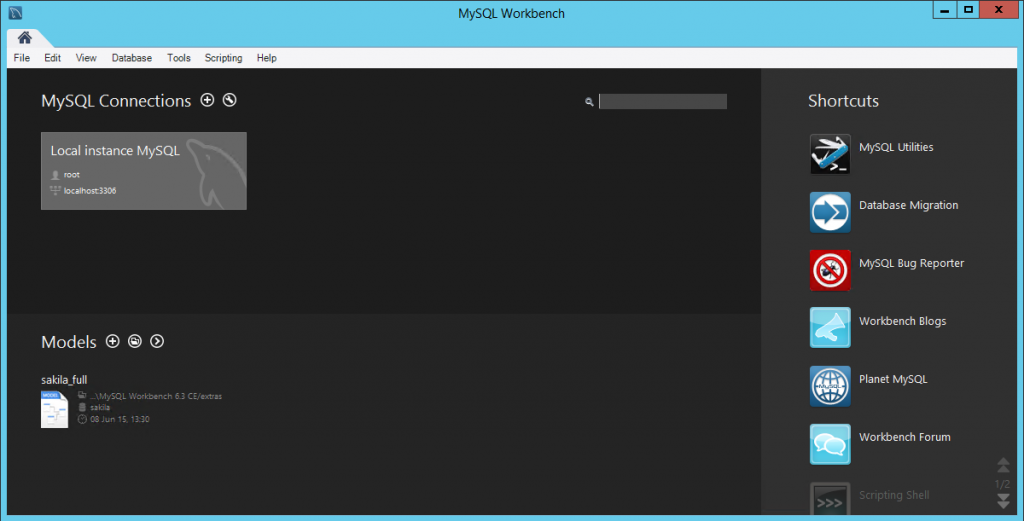 MySQL Workbench
File Edit View Database Tools Scripting Help
MySQL Connections
Local instance MySQL
root
localhost:3306
Models
sakila_full
MODEL
...\MySQL Workbench 6.3 CE/extras
sakila
08 Jun 15, 13:30
Shortcuts
>_
MySQL Utilities
Database Migration
MySQL Bug Reporter
Workbench Blogs
MySQL
Planet MySQL
Workbench Forum
>>>
Scripting Shell
1/2